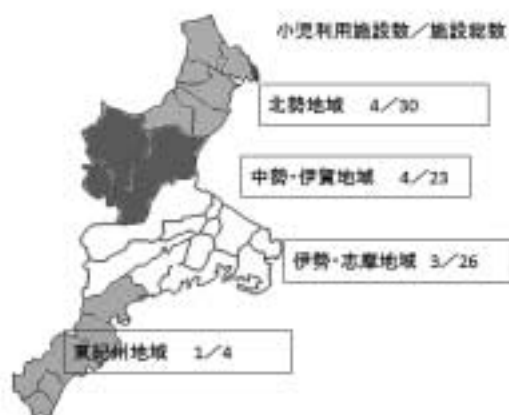 小児利用施設数／施設総数
北勢地域　4／30
中勢・伊賀地域　4／23
伊勢・志摩地域　3／26
東紀州地域　1／4